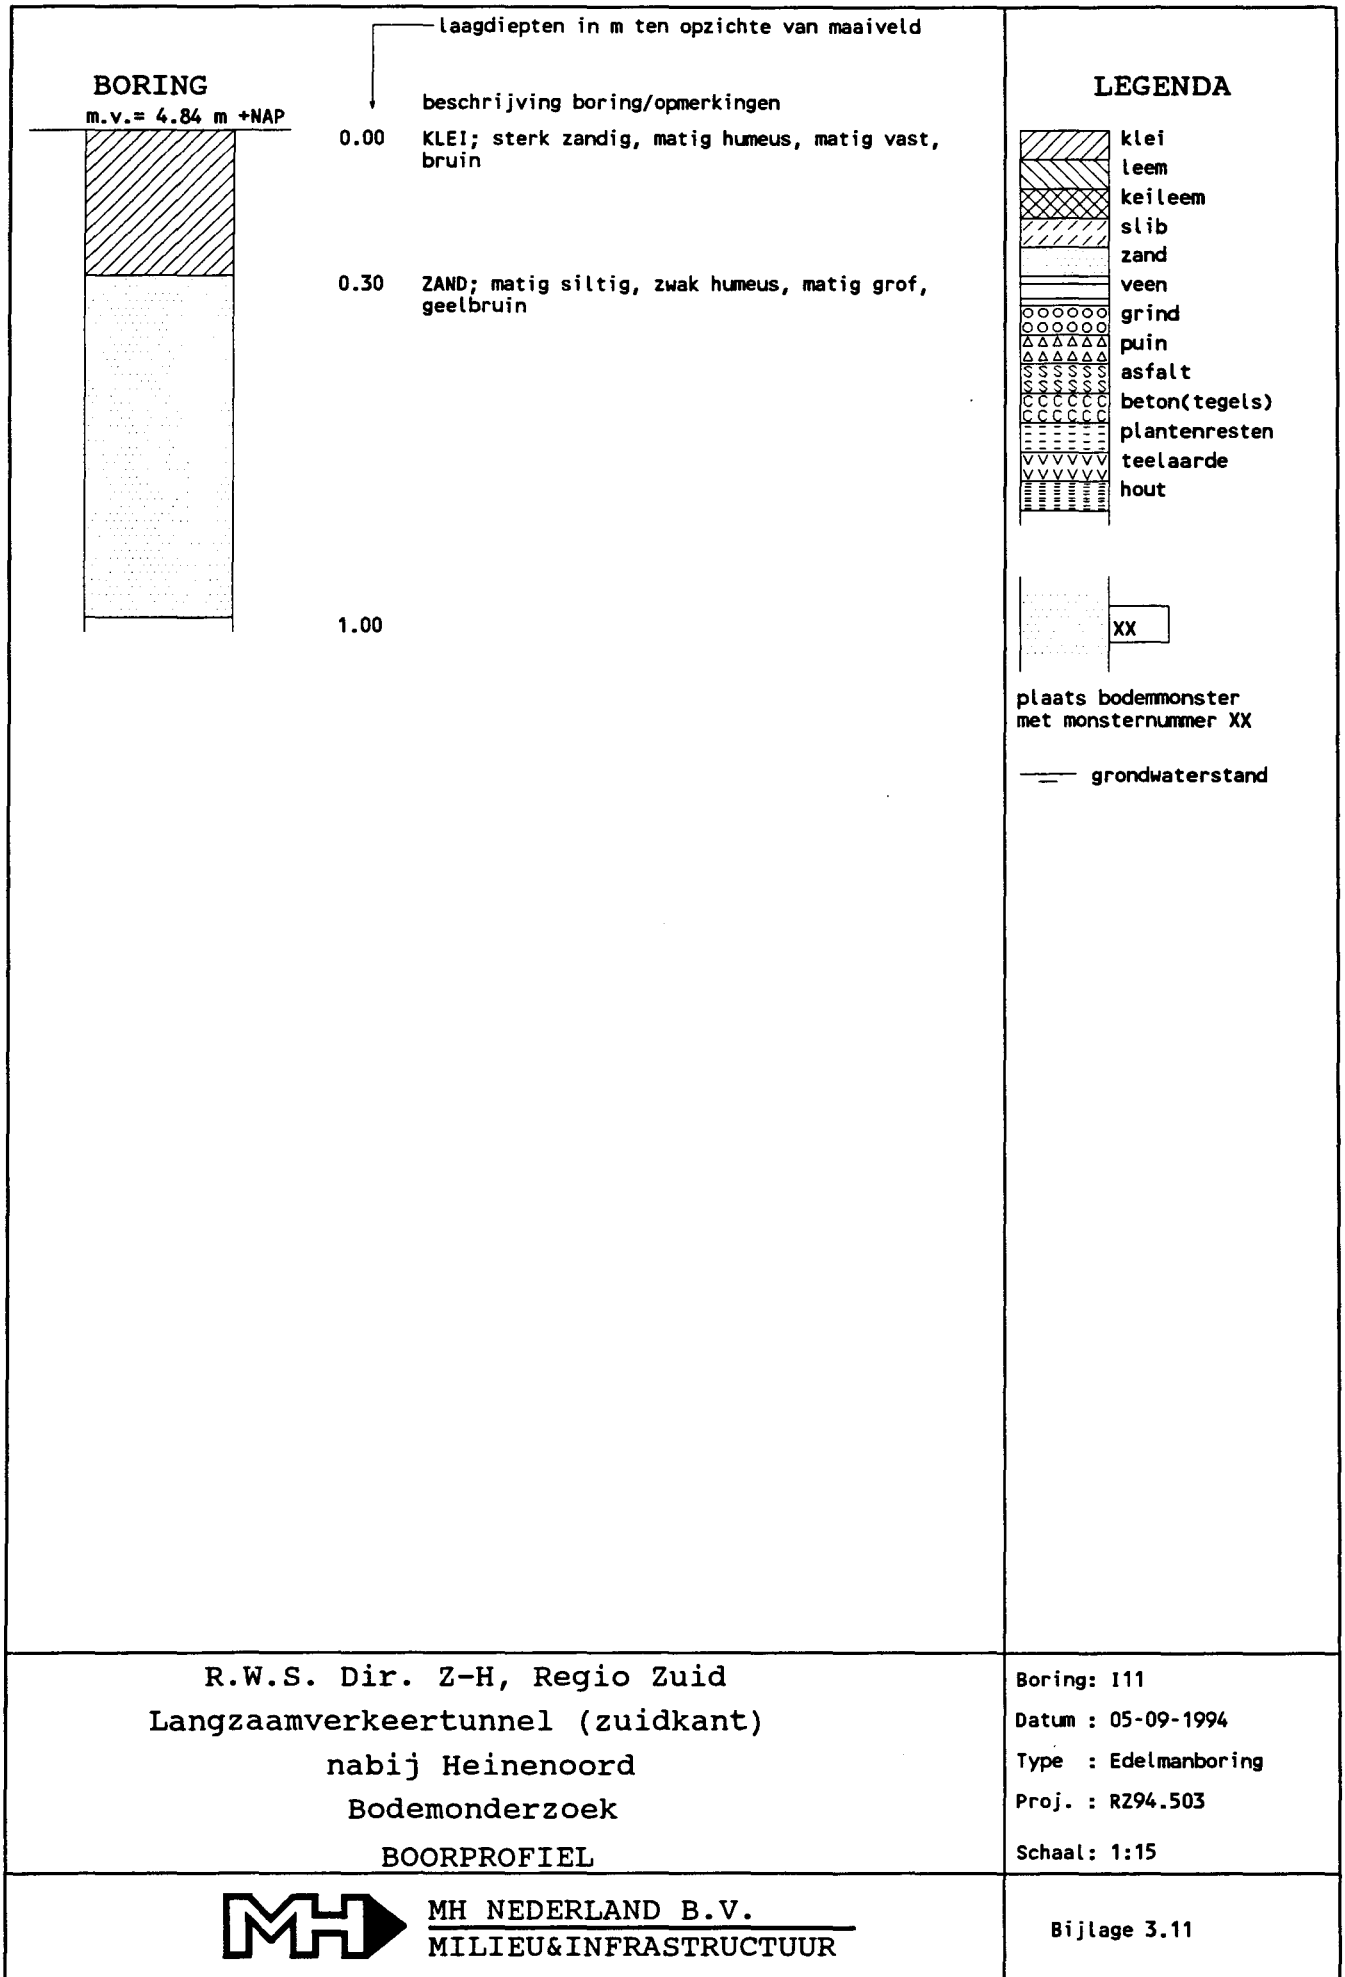 laagdiepten in m ten opzichte van maaiveld
BORING
m.v.= 4.84 m +NAP
beschrijving boring/opmerkingen
0.00 KLEI; sterk zandig, matig humeus, matig vast,
bruin
0.30 ZAND; matig siltig, zwak humeus, matig grof,
geelbruin
1.00
LEGENDA
klei
leem
keileem
slib
zand
veen
grind
puin
asfalt
beton(tegels)
plantenresten
teelaarde
hout
XX
plaats bodemmonster
met monsternummer XX
grondwaterstand
R.W.S. Dir. Z-H, Regio Zuid
Langzaamverkeertunnel (zuidkant)
nabij Heinenoord
Bodemonderzoek
BOORPROFIEL
Boring: I11
Datum : 05-09-1994
Type : Edelmanboring
Proj. : RZ94.503
Schaal: 1:15
MH
MH NEDERLAND B.V.
MILIEU&INFRASTRUCTUUR
Bijlage 3.11